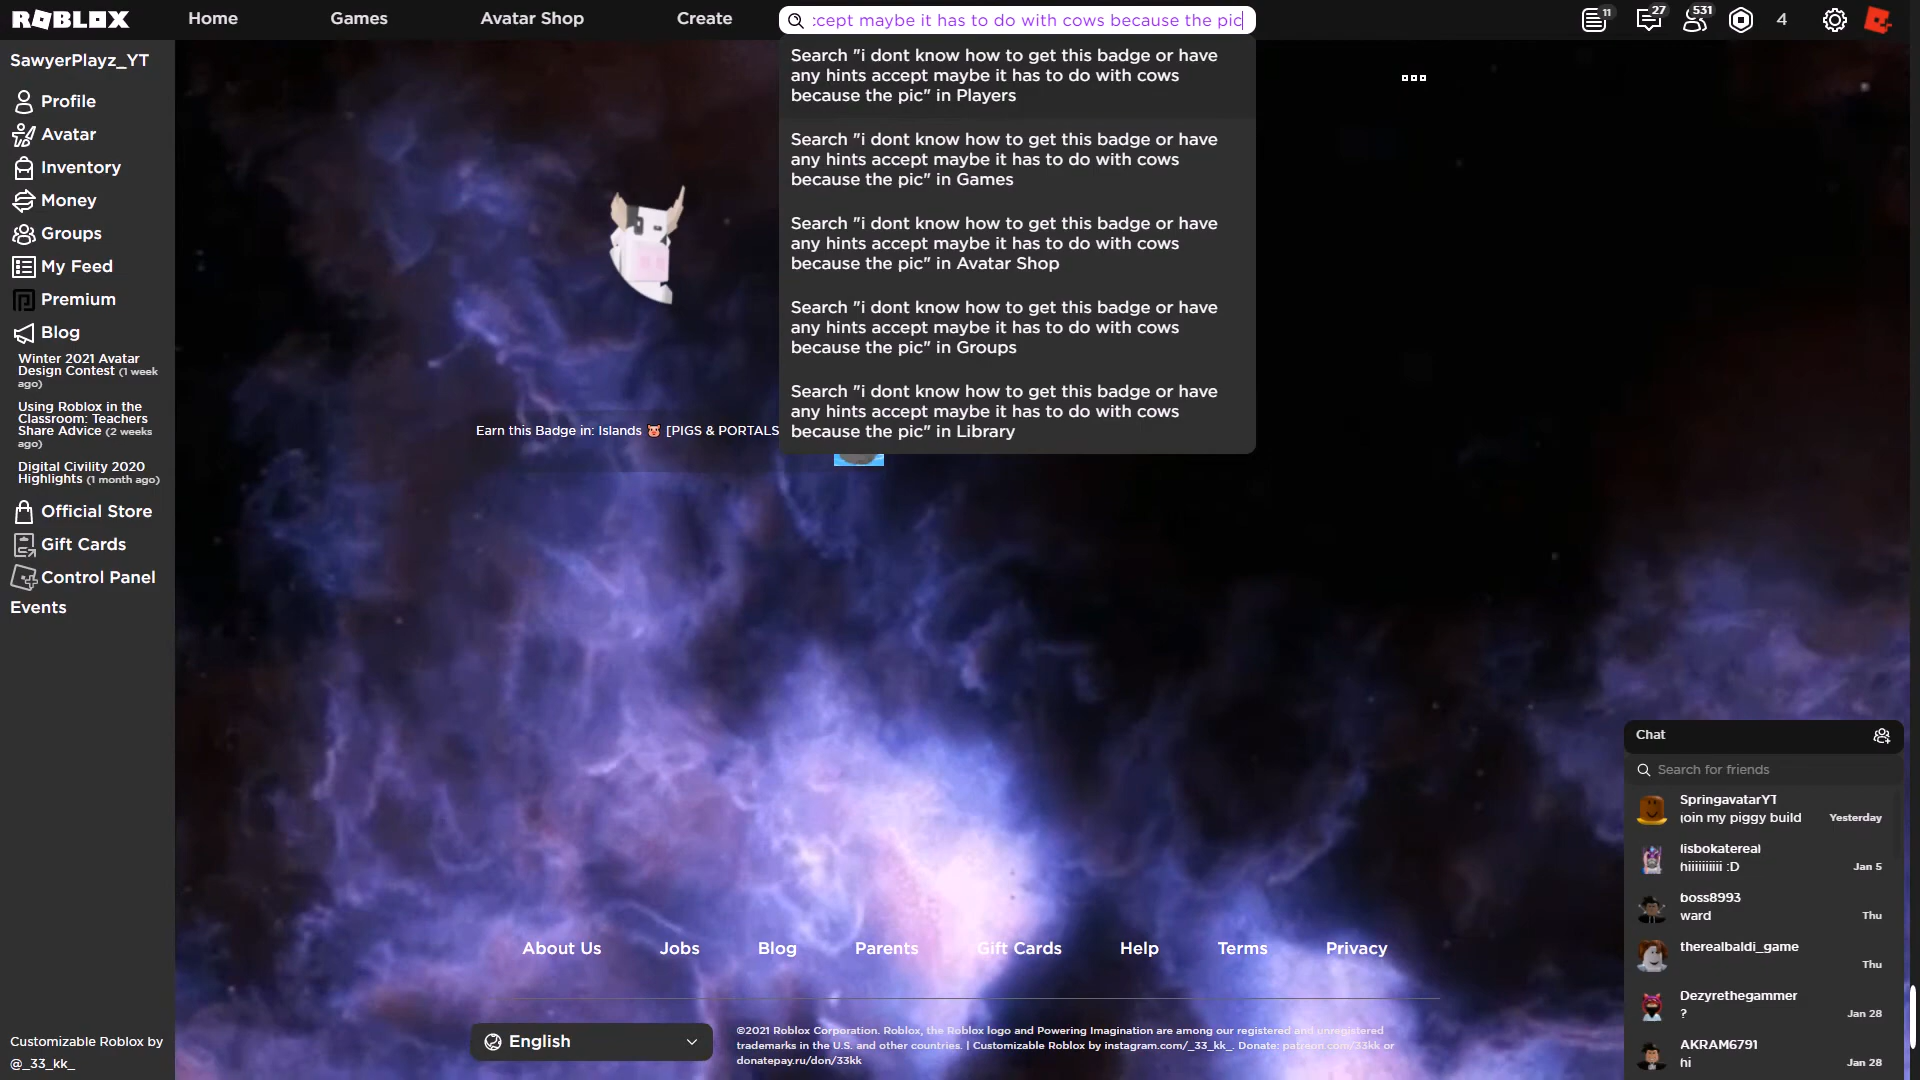 ROBLOX
Home
Games
Avatar Shop
Create
ccept maybe it has to do with cows because the pic
11
27
531
4
SawyerPlayz_YT
Profile
Avatar
Inventory
Money
Groups
My Feed
Premium
Blog
Winter 2021 Avatar
Design Contest (1 week
ago)
Using Roblox in the
Classroom: Teachers
Share Advice (2 weeks
ago)
Digital Civility 2020
Highlights (1 month ago)
Official Store
Gift Cards
Control Panel
Events
Customizable Roblox by
@_33_kk_
Search "i dont know how to get this badge or have
any hints accept maybe it has to do with cows
because the pic" in Players
Search "i dont know how to get this badge or have
any hints accept maybe it has to do with cows
because the pic" in Games
Search "i dont know how to get this badge or have
any hints accept maybe it has to do with cows
because the pic" in Avatar Shop
Search "i dont know how to get this badge or have
any hints accept maybe it has to do with cows
because the pic" in Groups
Search "i dont know how to get this badge or have
any hints accept maybe it has to do with cows
because the pic" in Library
Earn this Badge in: Islands 🐷 [PIGS & PORTALS
About Us
Jobs
Blog
Parents
Gift Cards
Help
Terms
Privacy
English
©2021 Roblox Corporation. Roblox, the Roblox logo and Powering Imagination are among our registered and unregistered
trademarks in the U.S. and other countries. | Customizable Roblox by instagram.com/_33_kk_. Donate: patreon.com/33kk or
donatepay.ru/don/33kk
Chat
Search for friends
SpringavatarYT
join my piggy build
Yesterday
lisbokatereal
hiiiiiiiiii :D
Jan 5
boss8993
ward
Thu
therealbaldi_game
Thu
Dezyrethegammer
?
Jan 28
AKRAM6791
hi
Jan 28